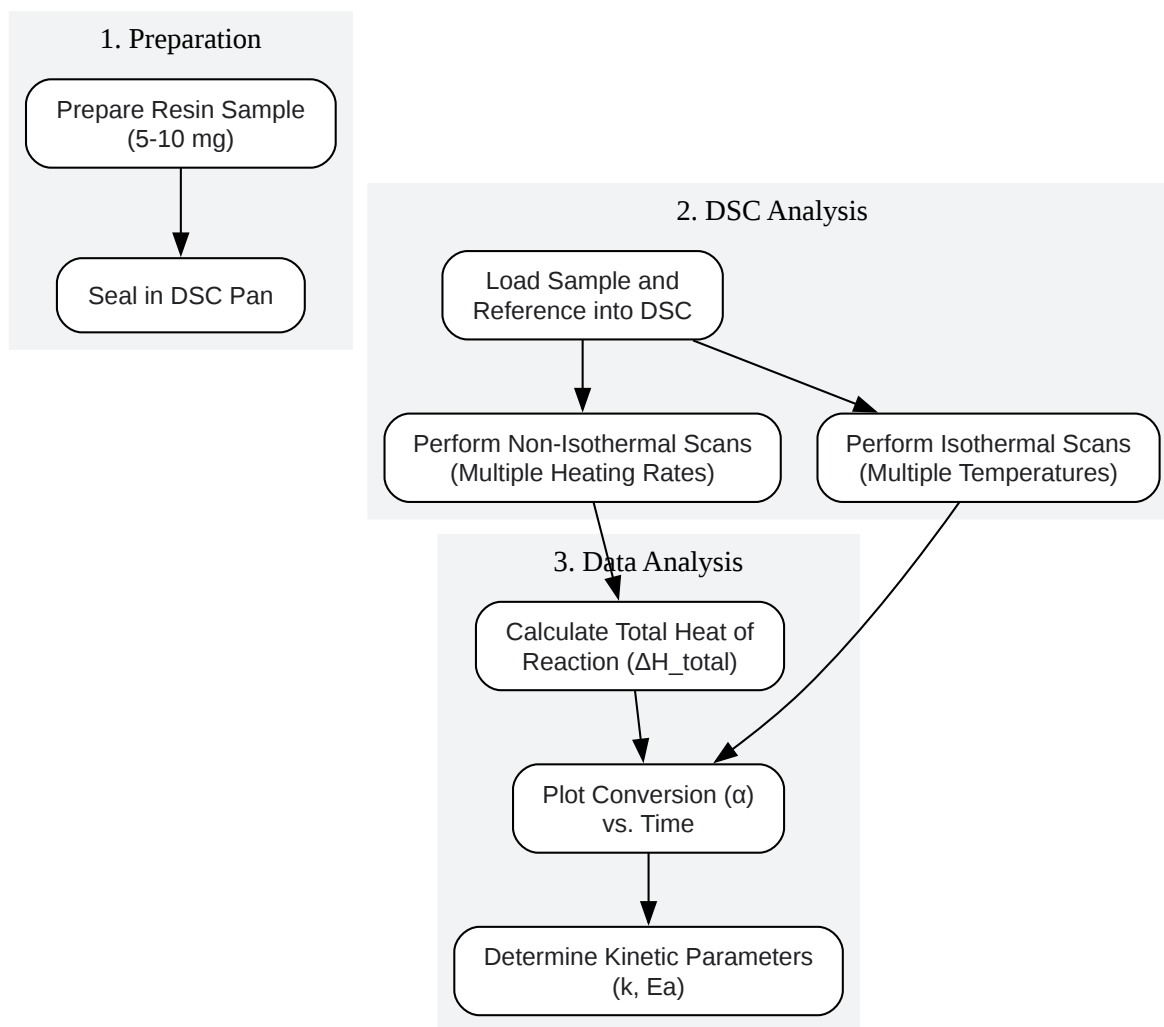 1. Preparation
Prepare Resin Sample
(5-10 mg)
Seal in DSC Pan
2. DSC Analysis
Load Sample and
Reference into DSC
Perform Non-Isothermal Scans
(Multiple Heating Rates)
Perform Isothermal Scans
(Multiple Temperatures)
3. Data Analysis
Calculate Total Heat of
Reaction (ΔH_total)
Plot Conversion (α)
vs. Time
Determine Kinetic Parameters
(k, Ea)